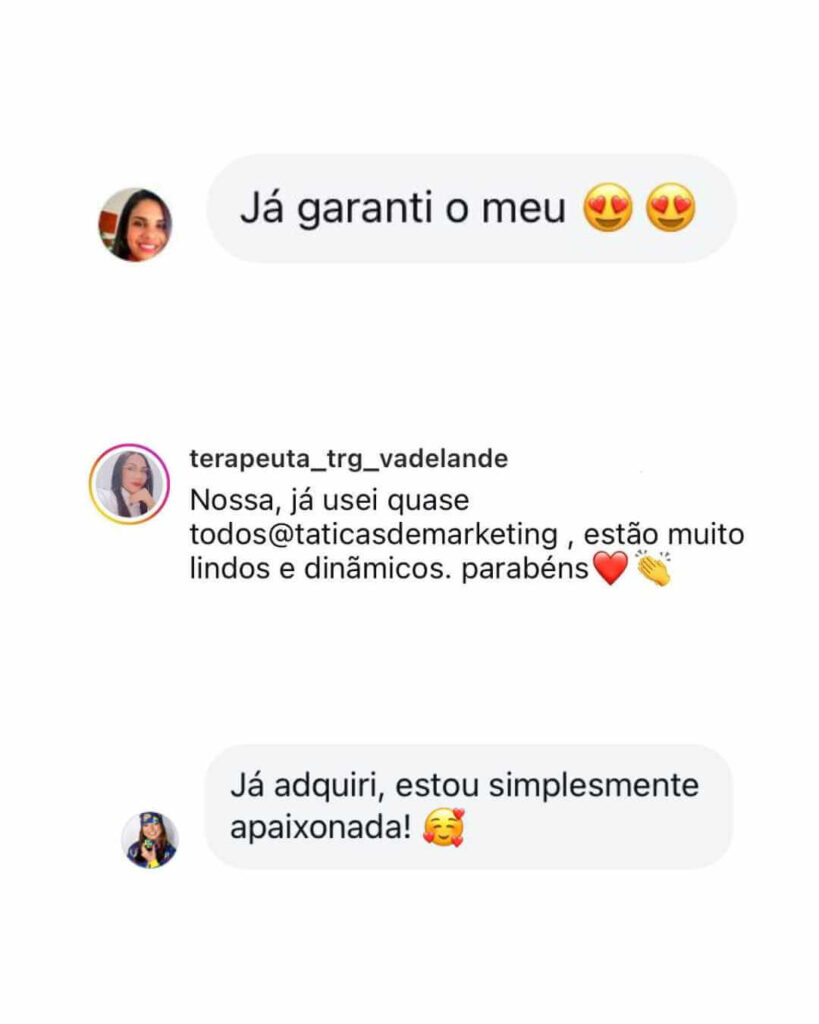 Já garanti o meu 😍😍
terapeuta_trg_vadelande
Nossa, já usei quase
todos@taticasdemarketing , estão muito
lindos e dinãmicos. parabéns❤️👏
Já adquiri, estou simplesmente
apaixonada! 🥰